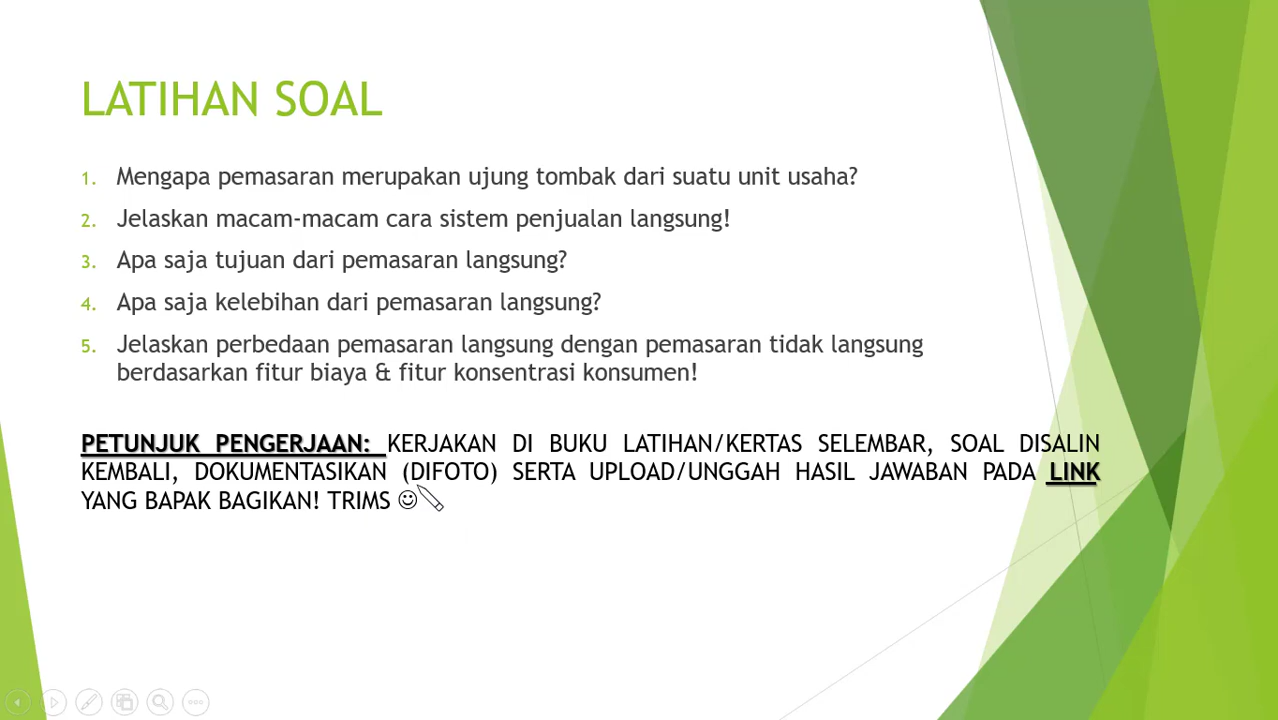 LATIHAN SOAL
1. Mengapa pemasaran merupakan ujung tombak dari suatu unit usaha?
2. Jelaskan macam-macam cara sistem penjualan langsung!
3. Apa saja tujuan dari pemasaran langsung?
4. Apa saja kelebihan dari pemasaran langsung?
5. Jelaskan perbedaan pemasaran langsung dengan pemasaran tidak langsung
berdasarkan fitur biaya & fitur konsentrasi konsumen!
PETUNJUK PENGERJAAN: KERJAKAN DI BUKU LATIHAN/KERTAS SELEMBAR, SOAL DISALIN
KEMBALI, DOKUMENTASIKAN (DIFOTO) SERTA UPLOAD/UNGGAH HASIL JAWABAN PADA LINK
YANG BAPAK BAGIKAN! TRIMS ☺